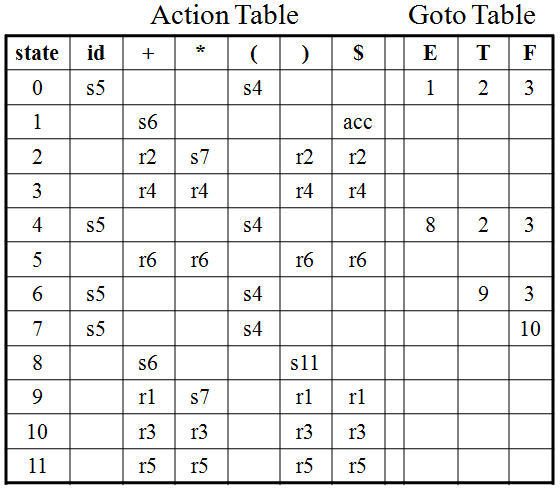 Action Table Goto Table
state id + * ( ) $ E T F
0 s5 s4 1 2 3
1 s6 acc
2 r2 s7 r2 r2
3 r4 r4 r4 r4
4 s5 s4 8 2 3
5 r6 r6 r6 r6
6 s5 s4 9 3
7 s5 s4 10
8 s6 s11
9 r1 s7 r1 r1
10 r3 r3 r3 r3
11 r5 r5 r5 r5